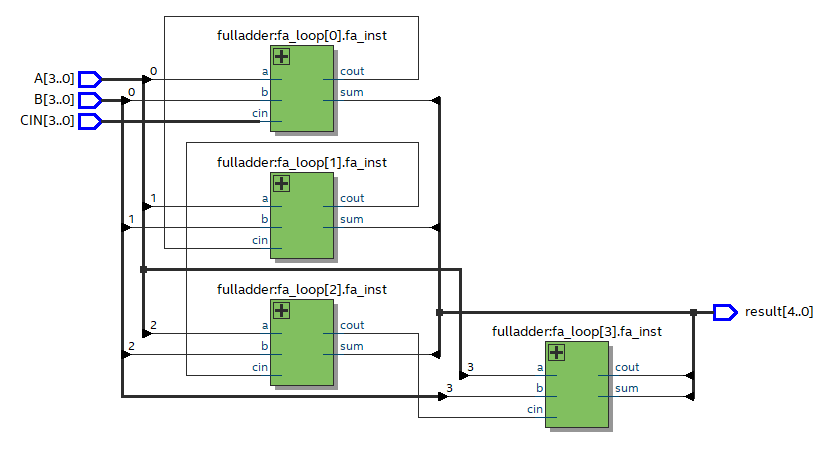 fulladder:fa_loop[0].fa_inst
A[3..0]
0
a
cout
B[3..0]
0
b
sum
CIN[3..0]
cin
fulladder:fa_loop[1].fa_inst
1
a
cout
1
b
sum
cin
fulladder:fa_loop[2].fa_inst
2
a
cout
2
b
sum
cin
result[4..0]
fulladder:fa_loop[3].fa_inst
3
a
cout
3
b
sum
cin